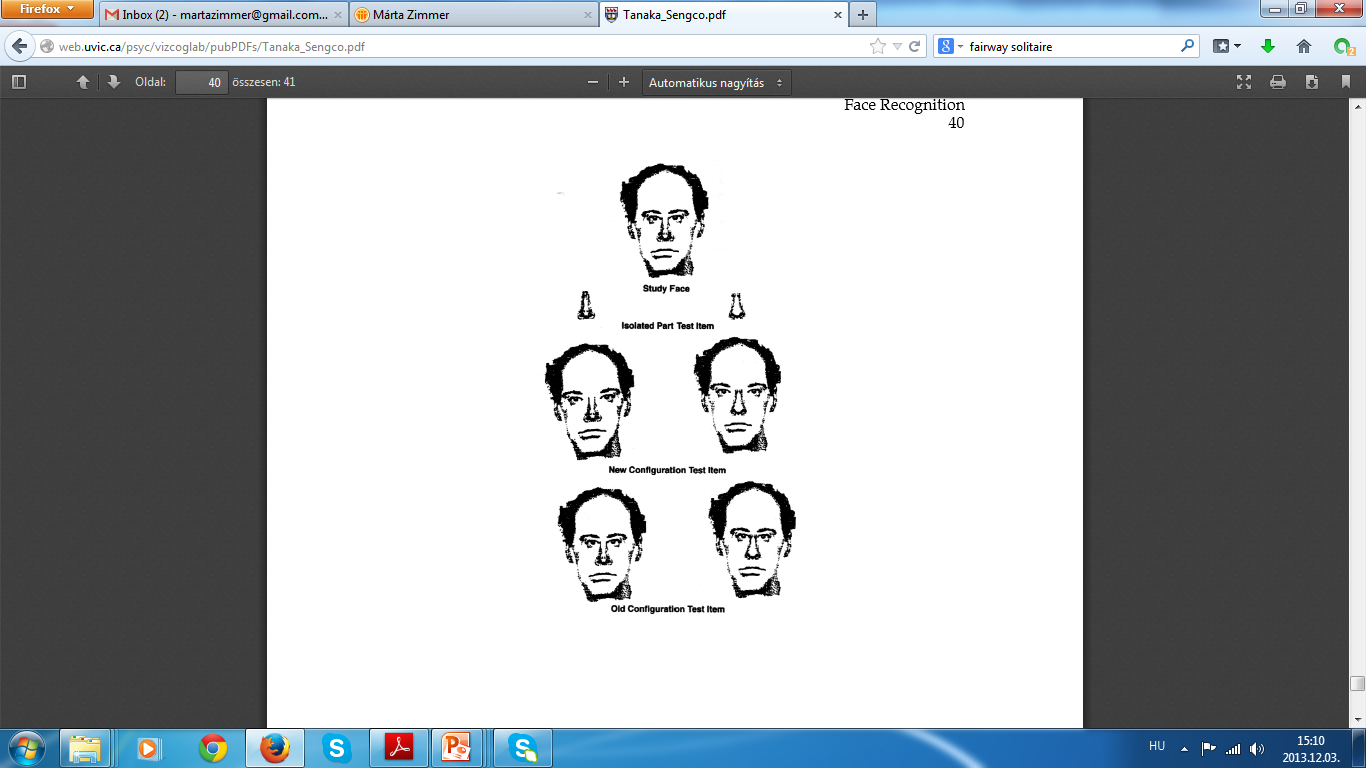 Firefox
Inbox (2) - martazimmer@gmail.com...
Márta Zimmer
Tanaka_Sengco.pdf
web.uvic.ca/psyc/vizcoglab/pubPDFs/Tanaka_Sengco.pdf
fairway solitaire
2
Oldal: 40 összesen: 41
Automatikus nagyítás
Face Recognition
40
Study Face
Isolated Part Test Item
New Configuration Test Item
Old Configuration Test Item
HU
15:10
2013.12.03.